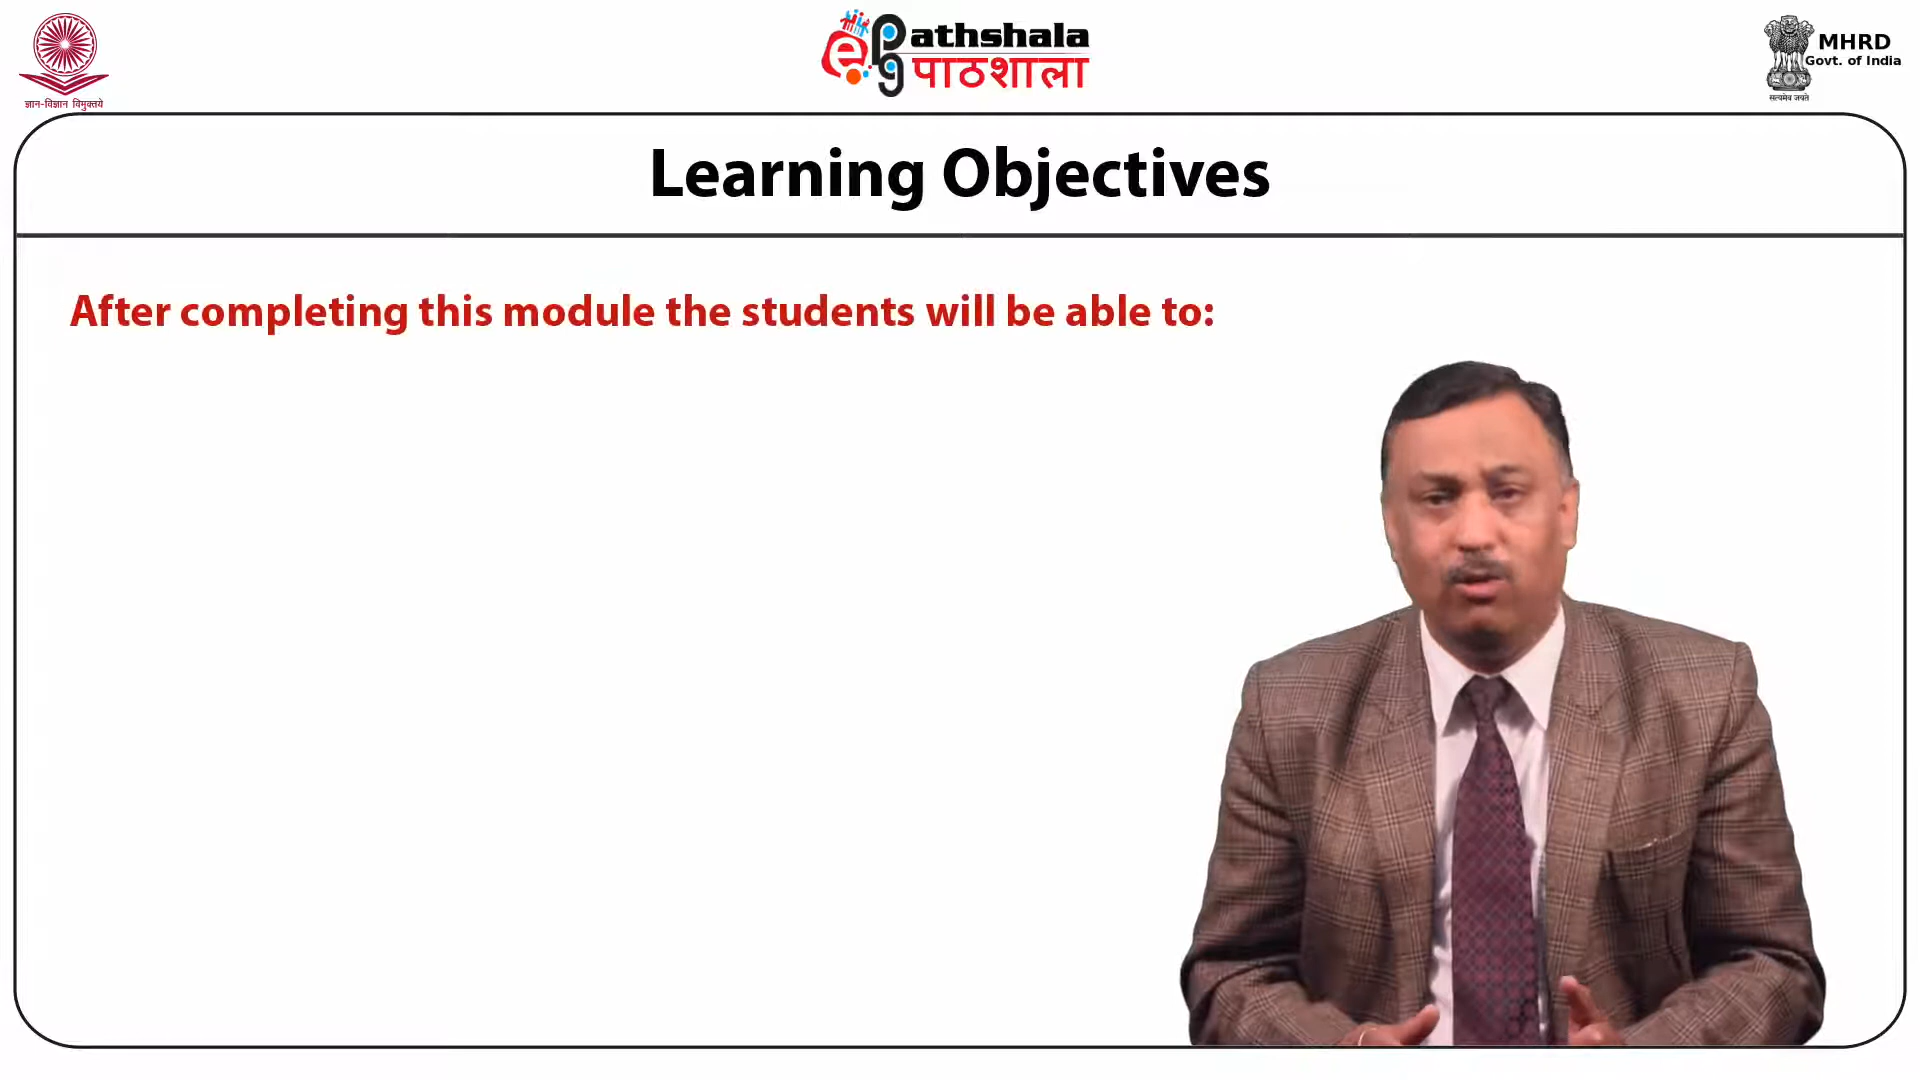 ज्ञान-विज्ञान विमुक्तये
ePG athshala
पाठशाला
MHRD
Govt. of India
सत्यमेव जयते
Learning Objectives
After completing this module the students will be able to: